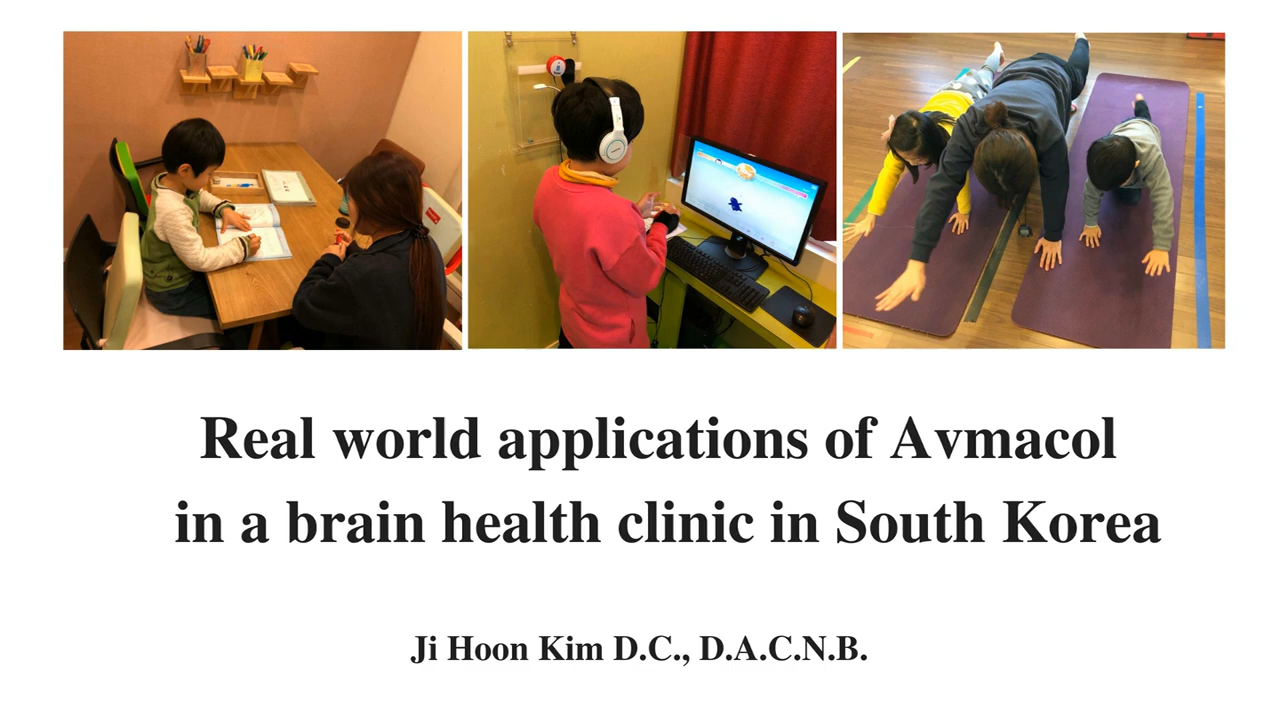 Real world applications of Avmacol
in a brain health clinic in South Korea
Ji Hoon Kim D.C., D.A.C.N.B.